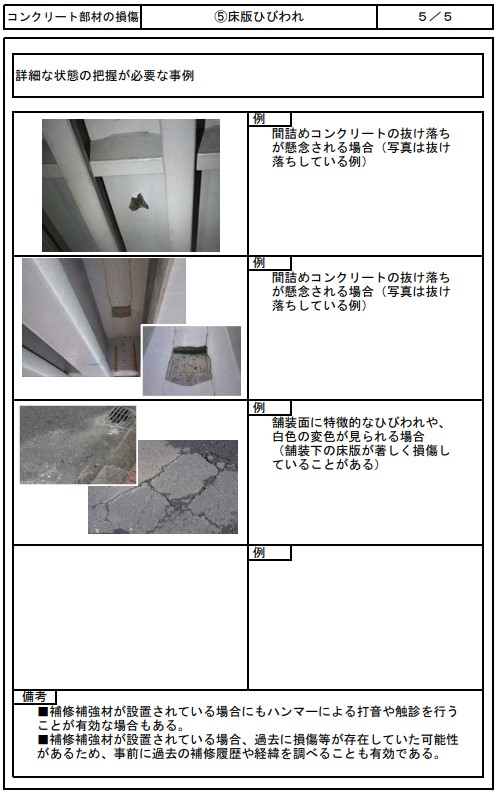 コンクリート部材の損傷
⑤床版ひびわれ
5／5
詳細な状態の把握が必要な事例
例
間詰めコンクリートの抜け落ち
が懸念される場合（写真は抜け
落ちしている例）
例
間詰めコンクリートの抜け落ち
が懸念される場合（写真は抜け
落ちしている例）
例
舗装面に特徴的なひびわれや、
白色の変色が見られる場合
（舗装下の床版が著しく損傷し
ていることがある）
例
備考
■補修補強材が設置されている場合にもハンマーによる打音や触診を行う
ことが有効な場合もある。
■補修補強材が設置されている場合、過去に損傷等が存在していた可能性
があるため、事前に過去の補修履歴や経緯を調べることも有効である。